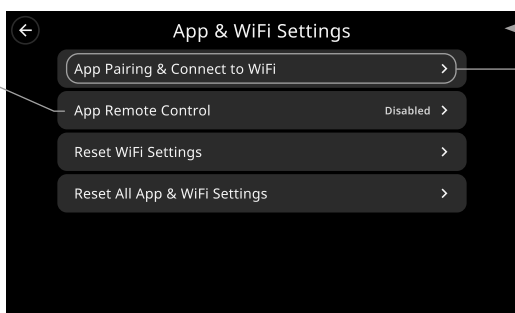 App & WiFi Settings
App Pairing & Connect to WiFi
App Remote Control Disabled
Reset WiFi Settings
Reset All App & WiFi Settings